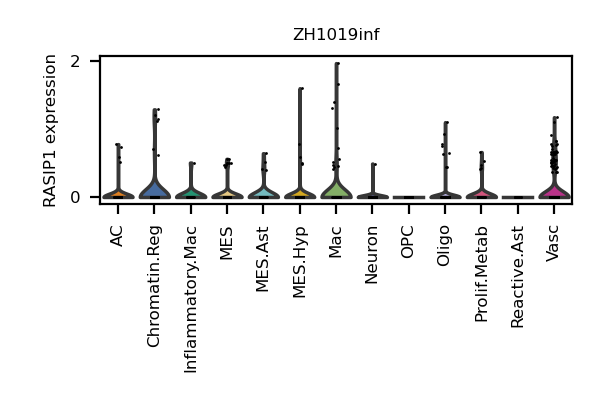 ZH1019inf
RASIP1 expression
2
0
AC
Chromatin.Reg
Inflammatory.Mac
MES
MES.Ast
MES.Hyp
Mac
Neuron
OPC
Oligo
Prolif.Metab
Reactive.Ast
Vasc